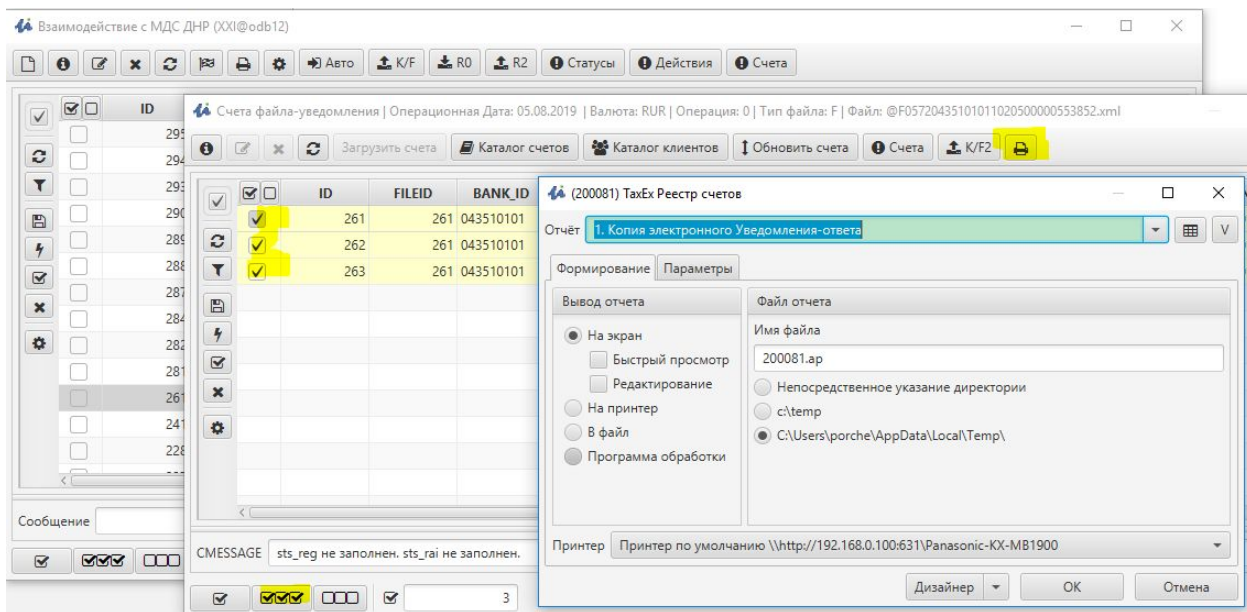 Взаимодействие с МДС ДНР (XXI@odb12)
Авто K/F R0 R2 Статусы Действия Счета
ID
295
294
293
290
289
288
287
284
282
281
261
241
228
Сообщение
Счета файла-уведомления | Операционная Дата: 05.08.2019 | Валюта: RUR | Операция: 0 | Тип файла: F | Файл: @F057204351010110205000000553852.xml
Загрузить счета Каталог счетов Каталог клиентов Обновить счета Счета K/F2
ID FILEID BANK_ID
261 261 043510101
262 261 043510101
263 261 043510101
CMESSAGE sts_reg не заполнен. sts_rai не заполнен.
3
(200081) TaxEx Реестр счетов
Отчёт 1. Копия электронного Уведомления-ответа V
Формирование Параметры
Вывод отчета
На экран
Быстрый просмотр
Редактирование
На принтер
В файл
Программа обработки
Файл отчета
Имя файла
200081.ap
Непосредственное указание директории
c:\temp
C:\Users\porche\AppData\Local\Temp\
Принтер Принтер по умолчанию \\http://192.168.0.100:631\Panasonic-KX-MB1900
Дизайнер OK Отмена